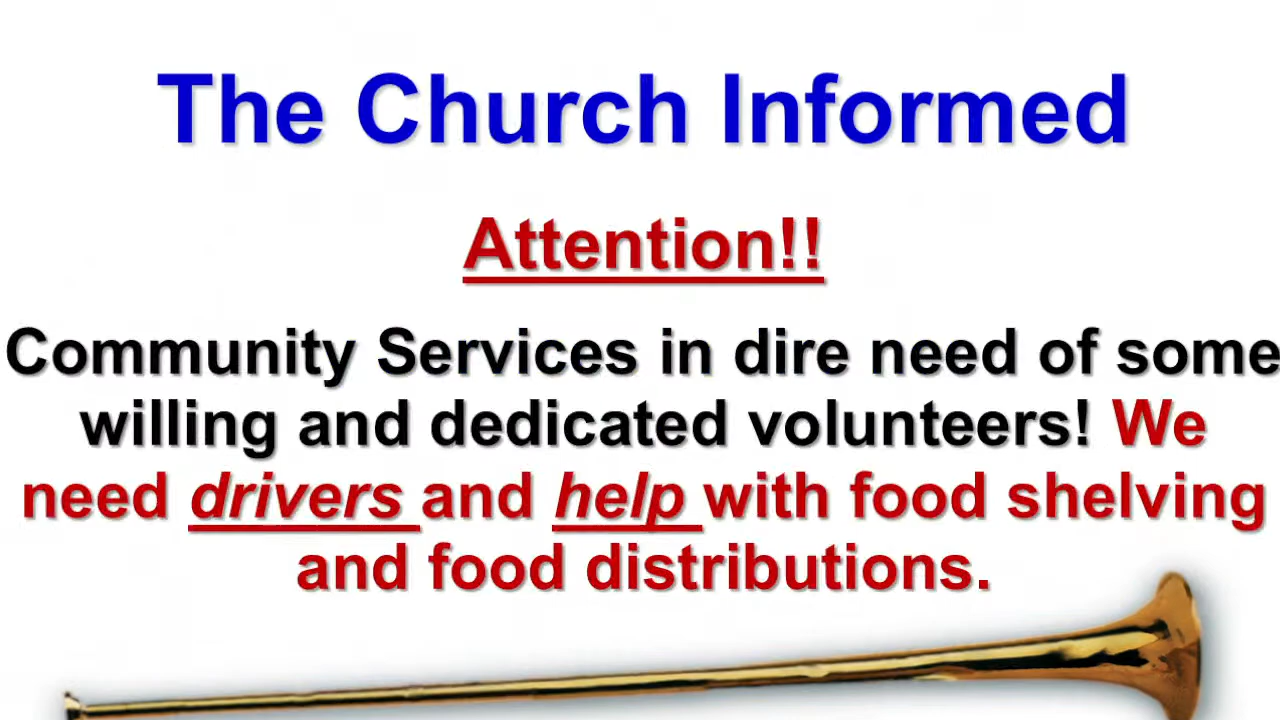 The Church Informed
Attention!!
Community Services in dire need of some
willing and dedicated volunteers! We
need drivers and help with food shelving
and food distributions.